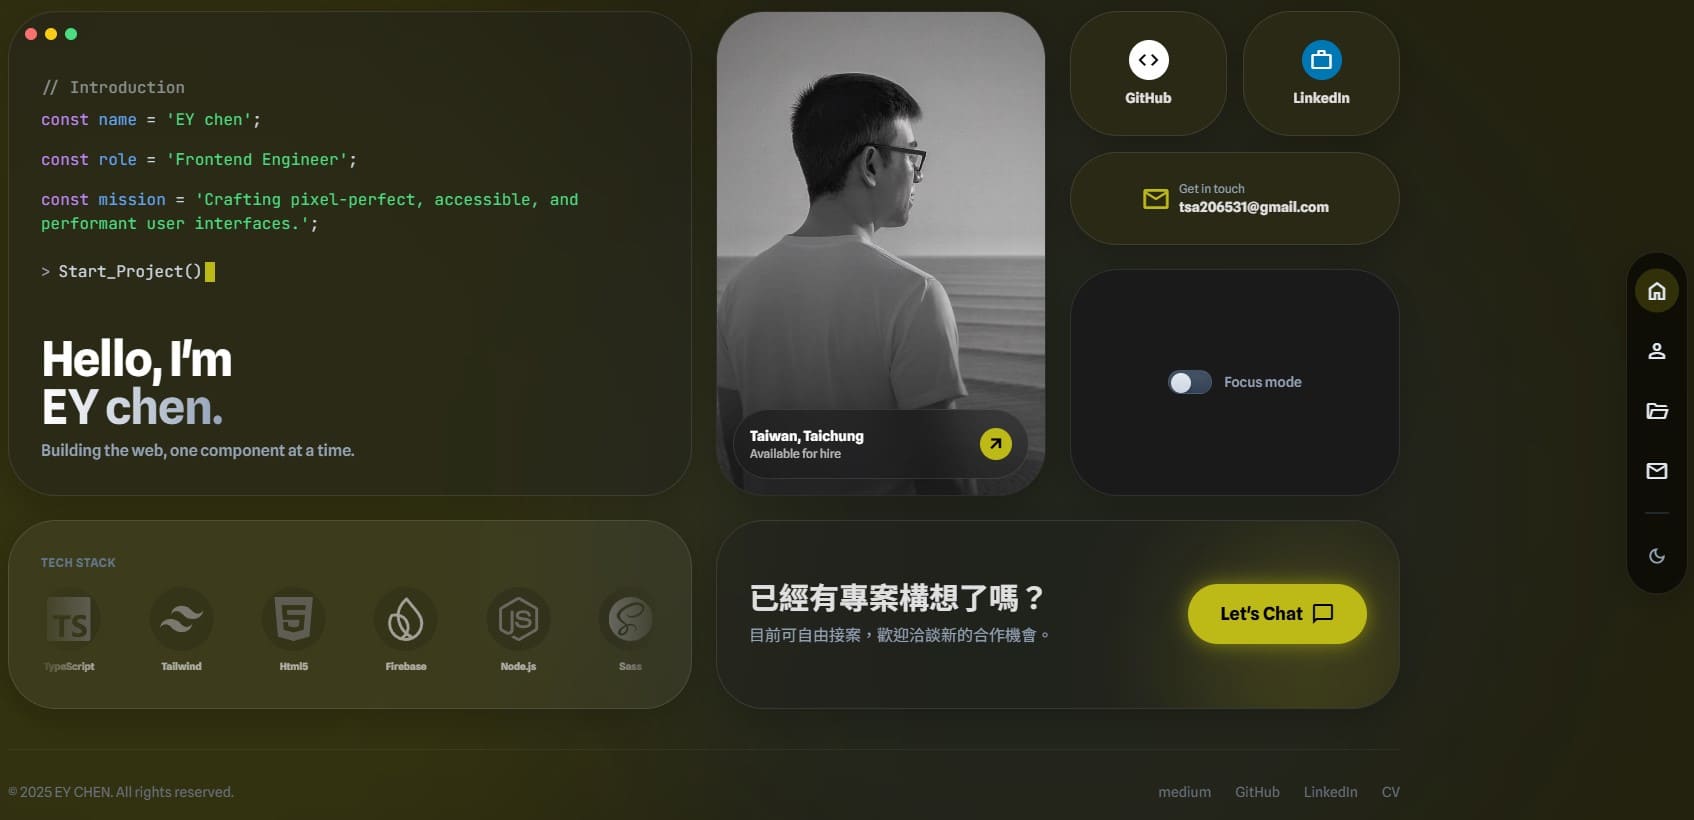 // Introduction
const name = 'EY chen';
const role = 'Frontend Engineer';
const mission = 'Crafting pixel-perfect, accessible, and
performant user interfaces.';
> Start_Project()
Hello, I'm
EY chen.
Building the web, one component at a time.
Taiwan, Taichung
Available for hire
GitHub
LinkedIn
Get in touch
tsa206531@gmail.com
Focus mode
TECH STACK
TS
TypeScript
Tailwind
5
Html5
Firebase
JS
Node.js
Sass
已經有專案構想了嗎？
目前可自由接案，歡迎洽談新的合作機會。
Let's Chat
© 2025 EY CHEN. All rights reserved.
medium GitHub LinkedIn CV